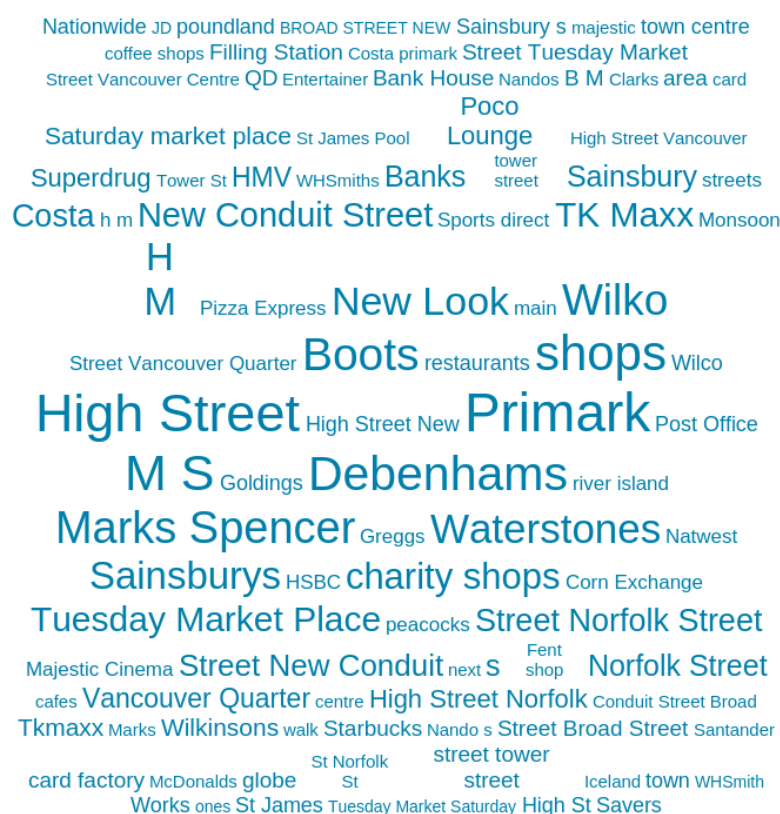 Nationwide JD poundland BROAD STREET NEW Sainsbury s majestic town centre
coffee shops Filling Station Costa primark Street Tuesday Market
Street Vancouver Centre QD Entertainer Bank House Nandos B M Clarks area card
Saturday market place St James Pool Poco Lounge High Street Vancouver
Superdrug Tower St HMV WHSmiths Banks tower street Sainsbury streets
Costa h m New Conduit Street Sports direct TK Maxx Monsoon
H M Pizza Express New Look main Wilko
Street Vancouver Quarter Boots restaurants shops Wilco
High Street High Street New Primark Post Office
M S Goldings Debenhams river island
Marks Spencer Greggs Waterstones Natwest
Sainsburys HSBC charity shops Corn Exchange
Tuesday Market Place peacocks Street Norfolk Street
Majestic Cinema Street New Conduit next s Fent shop Norfolk Street
cafes Vancouver Quarter centre High Street Norfolk Conduit Street Broad
Tkmaxx Marks Wilkinsons walk Starbucks Nando s Street Broad Street Santander
card factory McDonalds globe St Norfolk St street tower street Iceland town WHSmith
Works ones St James Tuesday Market Saturday High St Savers